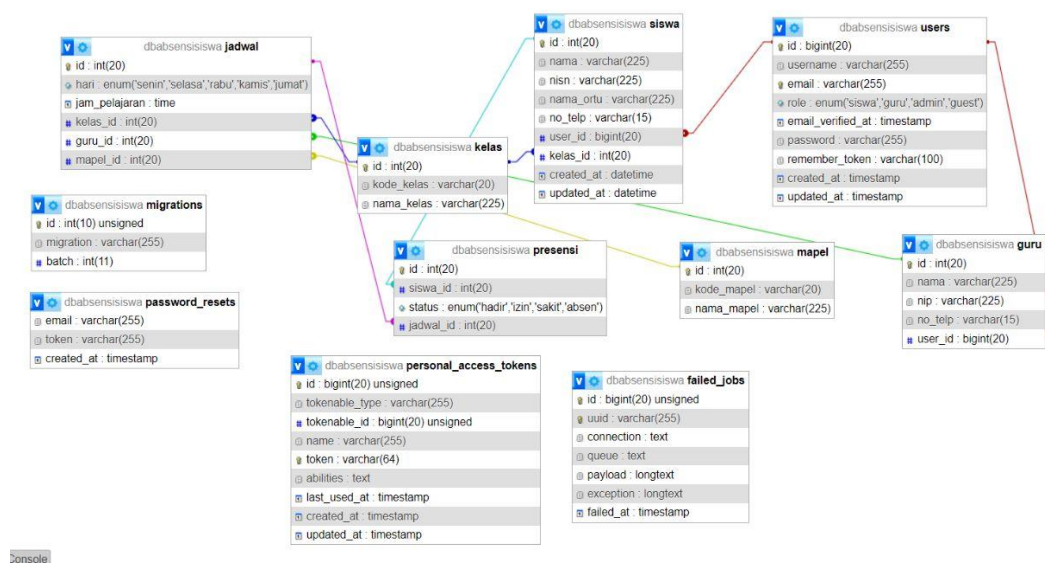 dbabsensisiswa jadwal
id : int(20)
hari : enum('senin','selasa','rabu','kamis','jumat')
jam_pelajaran : time
kelas_id : int(20)
guru_id : int(20)
mapel_id : int(20)
dbabsensisiswa siswa
id : int(20)
nama : varchar(225)
nisn : varchar(225)
nama_ortu : varchar(225)
no_telp : varchar(15)
user_id : bigint(20)
kelas_id : int(20)
created_at : datetime
updated_at : datetime
dbabsensisiswa users
id : bigint(20)
username : varchar(255)
email : varchar(255)
role : enum('siswa','guru','admin','guest')
email_verified_at : timestamp
password : varchar(255)
remember_token : varchar(100)
created_at : timestamp
updated_at : timestamp
dbabsensisiswa kelas
id : int(20)
kode_kelas : varchar(20)
nama_kelas : varchar(225)
dbabsensisiswa migrations
id : int(10) unsigned
migration : varchar(255)
batch : int(11)
dbabsensisiswa presensi
id : int(20)
siswa_id : int(20)
status : enum('hadir','izin','sakit','absen')
jadwal_id : int(20)
dbabsensisiswa mapel
id : int(20)
kode_mapel : varchar(20)
nama_mapel : varchar(225)
dbabsensisiswa guru
id : int(20)
nama : varchar(225)
nip : varchar(225)
no_telp : varchar(15)
user_id : bigint(20)
dbabsensisiswa password_resets
email : varchar(255)
token : varchar(255)
created_at : timestamp
dbabsensisiswa personal_access_tokens
id : bigint(20) unsigned
tokenable_type : varchar(255)
tokenable_id : bigint(20) unsigned
name : varchar(255)
token : varchar(64)
abilities : text
last_used_at : timestamp
created_at : timestamp
updated_at : timestamp
dbabsensisiswa failed_jobs
id : bigint(20) unsigned
uuid : varchar(255)
connection : text
queue : text
payload : longtext
exception : longtext
failed_at : timestamp
Console